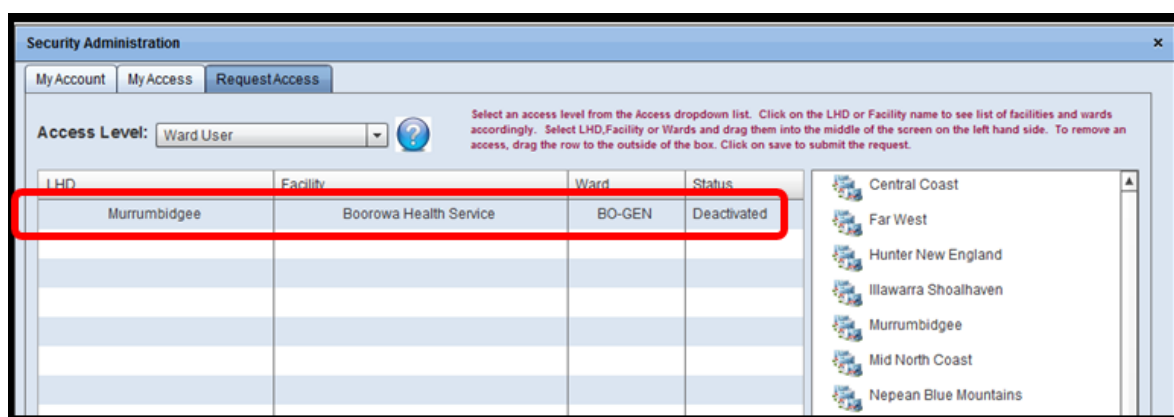 Security Administration
x
My Account My Access Request Access
Select an access level from the Access dropdown list. Click on the LHD or Facility name to see list of facilities and wards
Access Level: Ward User ?
accordingly. Select LHD,Facility or Wards and drag them into the middle of the screen on the left hand side. To remove an
access, drag the row to the outside of the box. Click on save to submit the request.
LHD Facility Ward Status
Murrumbidgee Boorowa Health Service BO-GEN Deactivated
Central Coast
Far West
Hunter New England
Illawarra Shoalhaven
Murrumbidgee
Mid North Coast
Nepean Blue Mountains